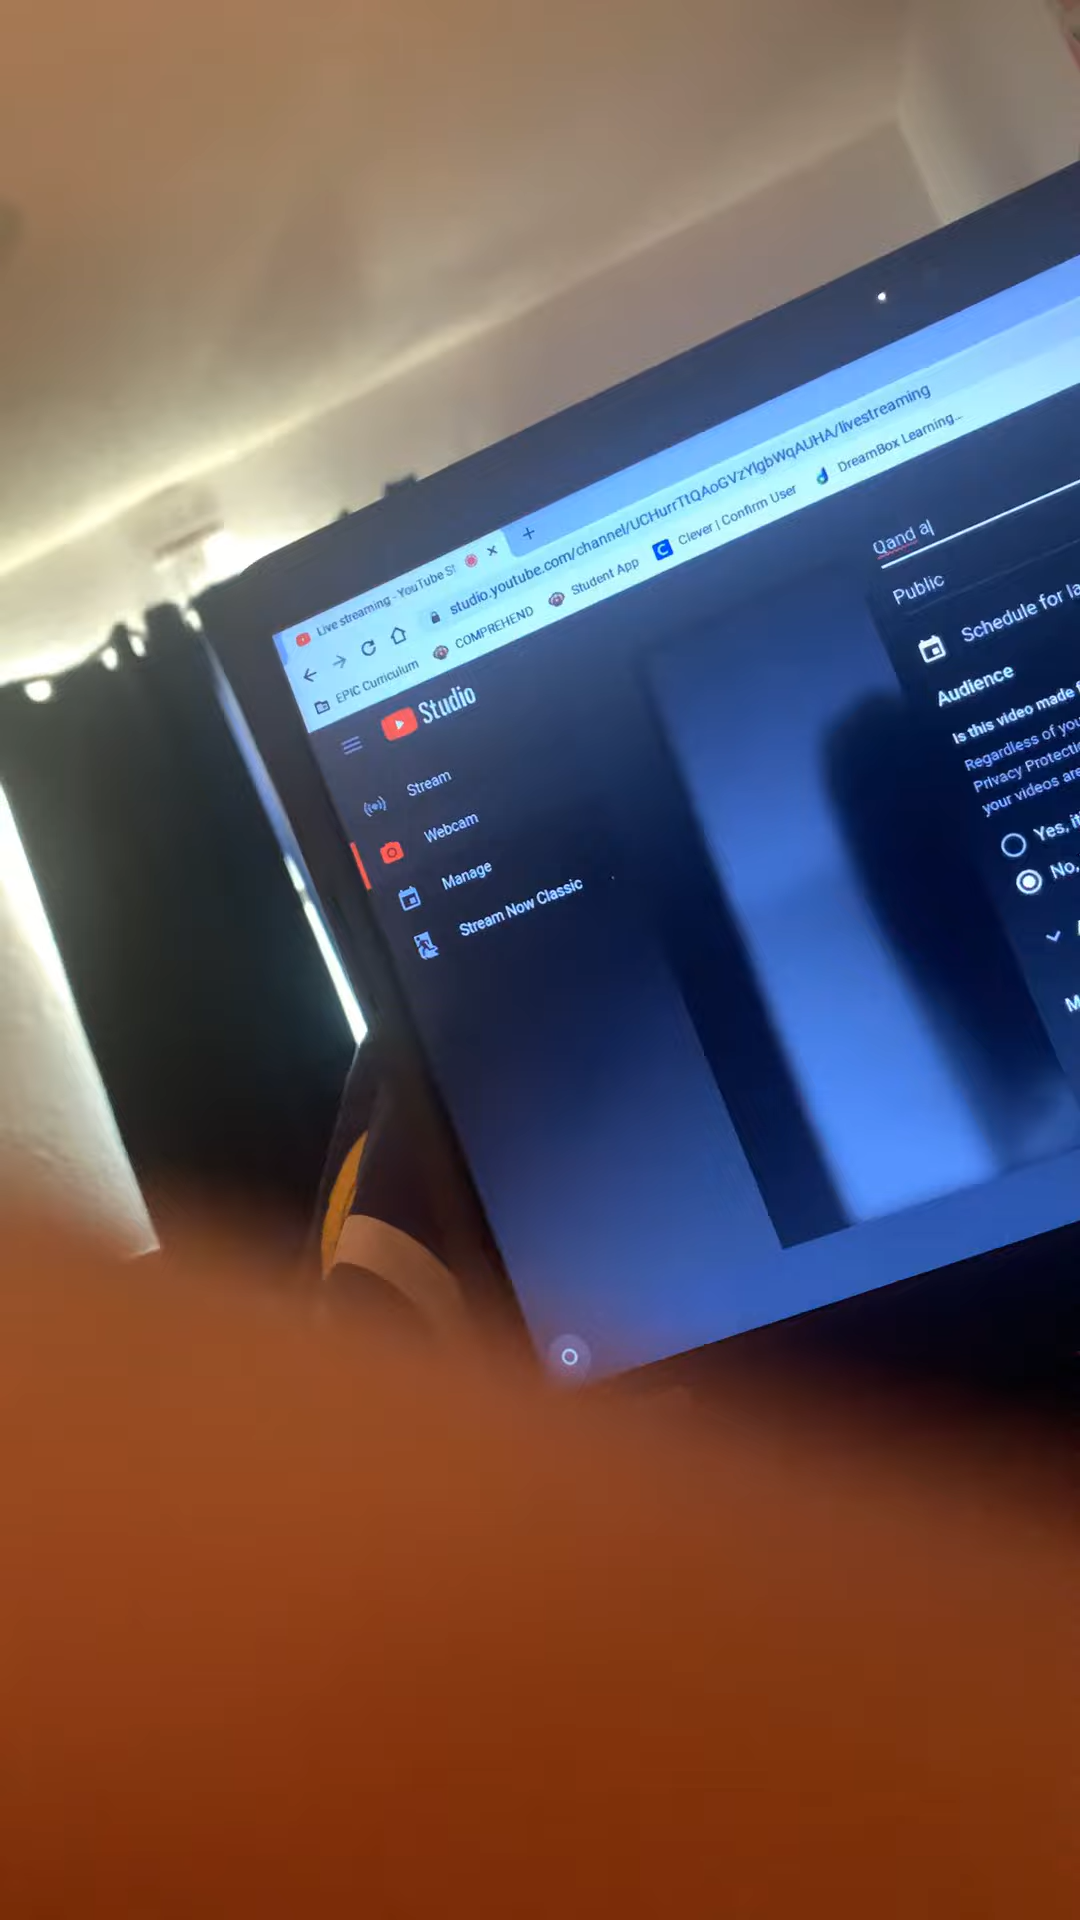 Live streaming - YouTube S
studio.youtube.com/channel/UCHurrTtQAoGVzYlgbWqAUHA/livestreaming
EPIC Curriculum
COMPREHEND
Student App
C
Clever | Confirm User
DreamBox Learning...
Studio
Stream
Webcam
Manage
Stream Now Classic
Qand a
Public
Schedule for la
Audience
Is this video made f
Regardless of you
Privacy Protecti
your videos are
Yes, it
No,
M